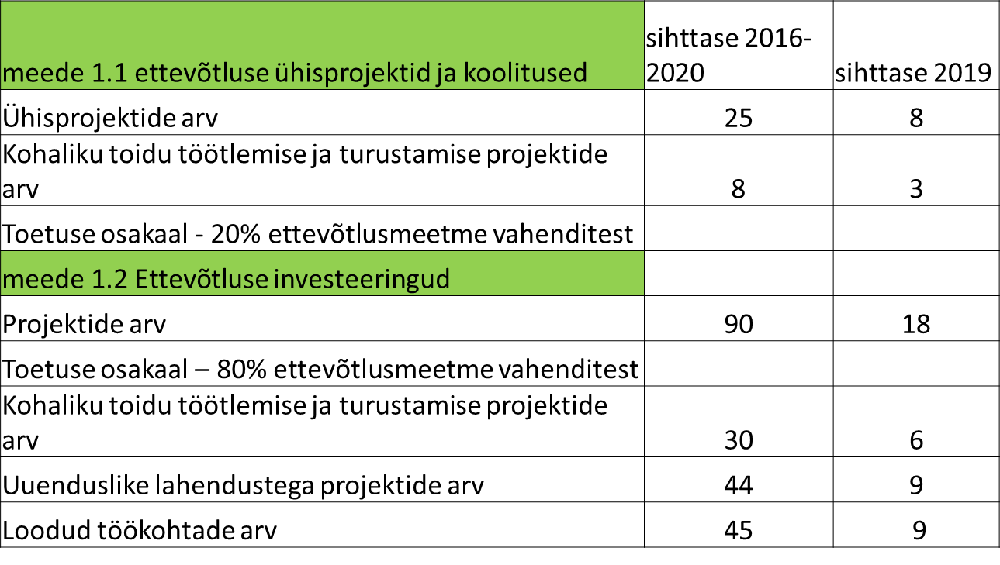 meede 1.1 ettevõtluse ühisprojektid ja koolitused
sihttase 2016-
2020
sihttase 2019
Ühisprojektide arv 25 8
Kohaliku toidu töötlemise ja turustamise projektide
arv 8 3
Toetuse osakaal - 20% ettevõtlusmeetme vahenditest
meede 1.2 Ettevõtluse investeeringud
Projektide arv 90 18
Toetuse osakaal – 80% ettevõtlusmeetme vahenditest
Kohaliku toidu töötlemise ja turustamise projektide
arv 30 6
Uuenduslike lahendustega projektide arv 44 9
Loodud töökohtade arv 45 9